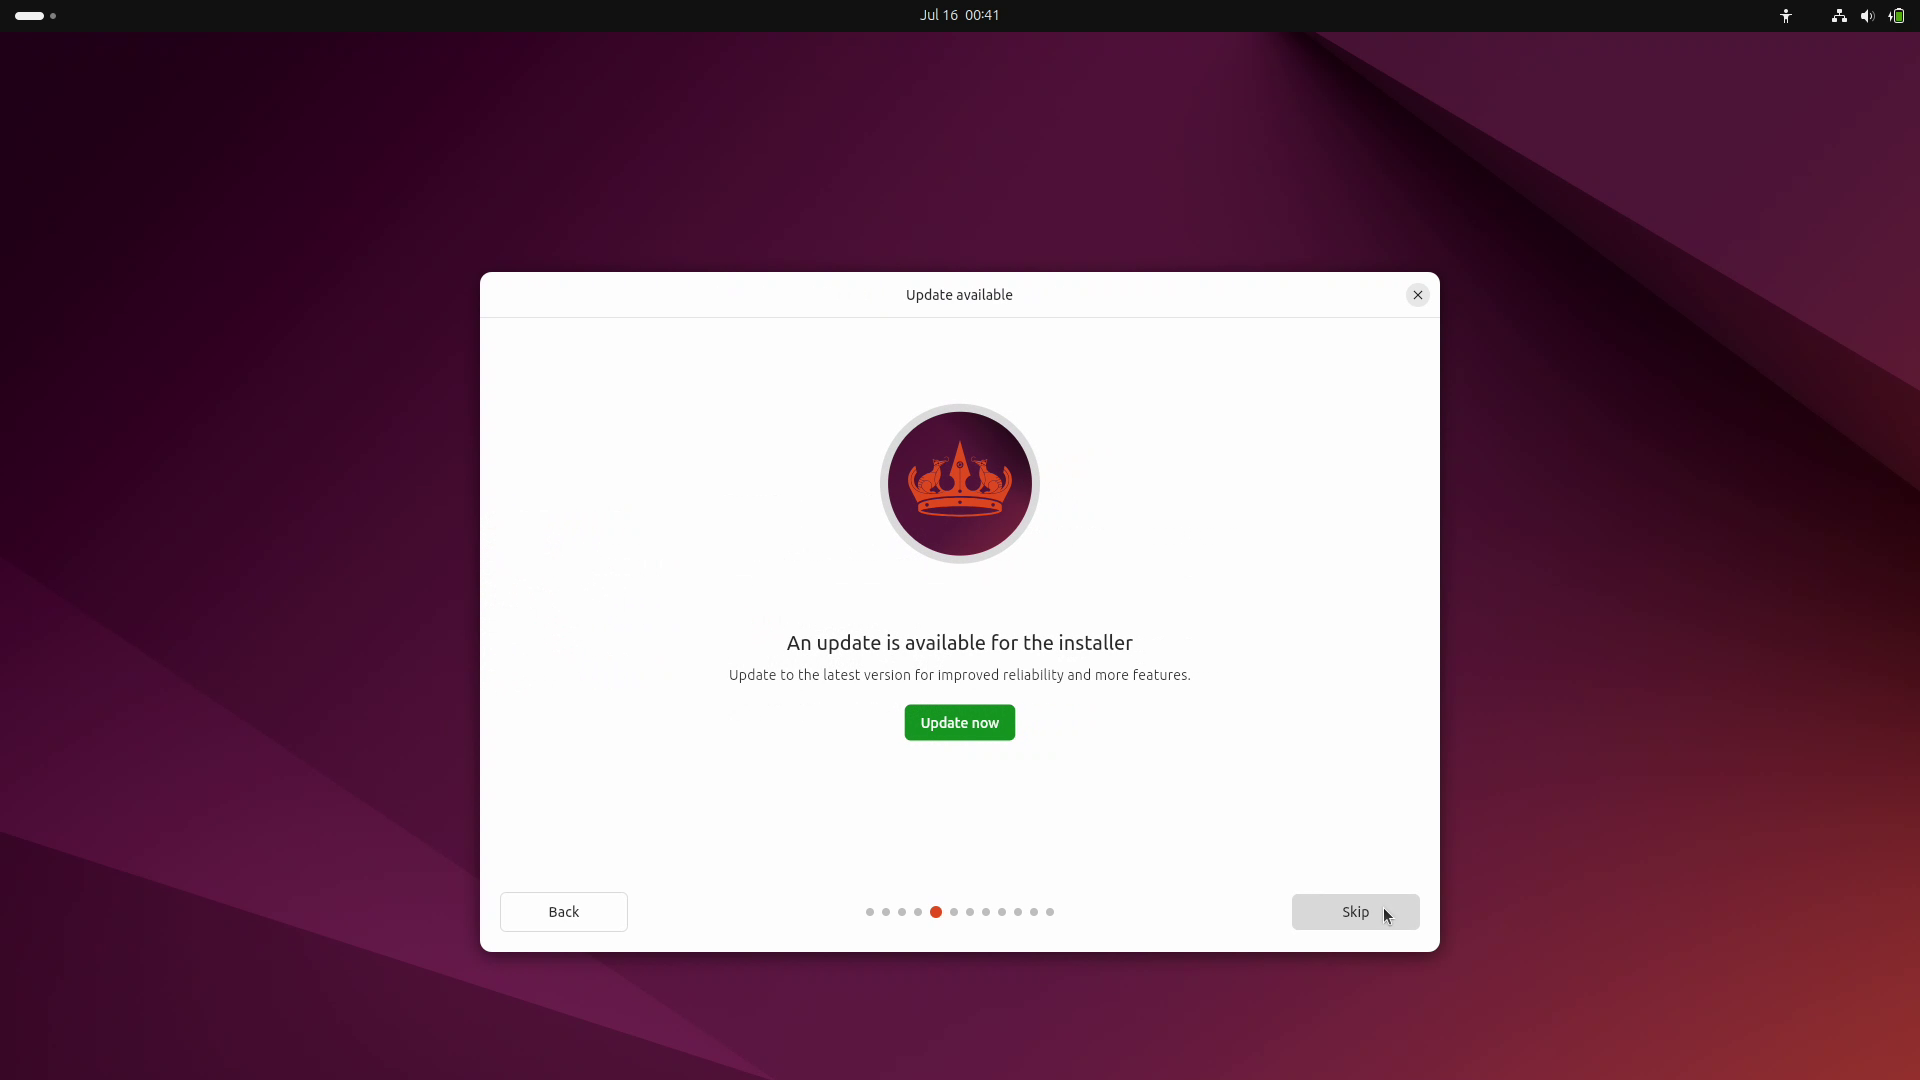 Jul 16 00:41
Update available
An update is available for the installer
Update to the latest version for improved reliability and more features.
Update now
Back
Skip